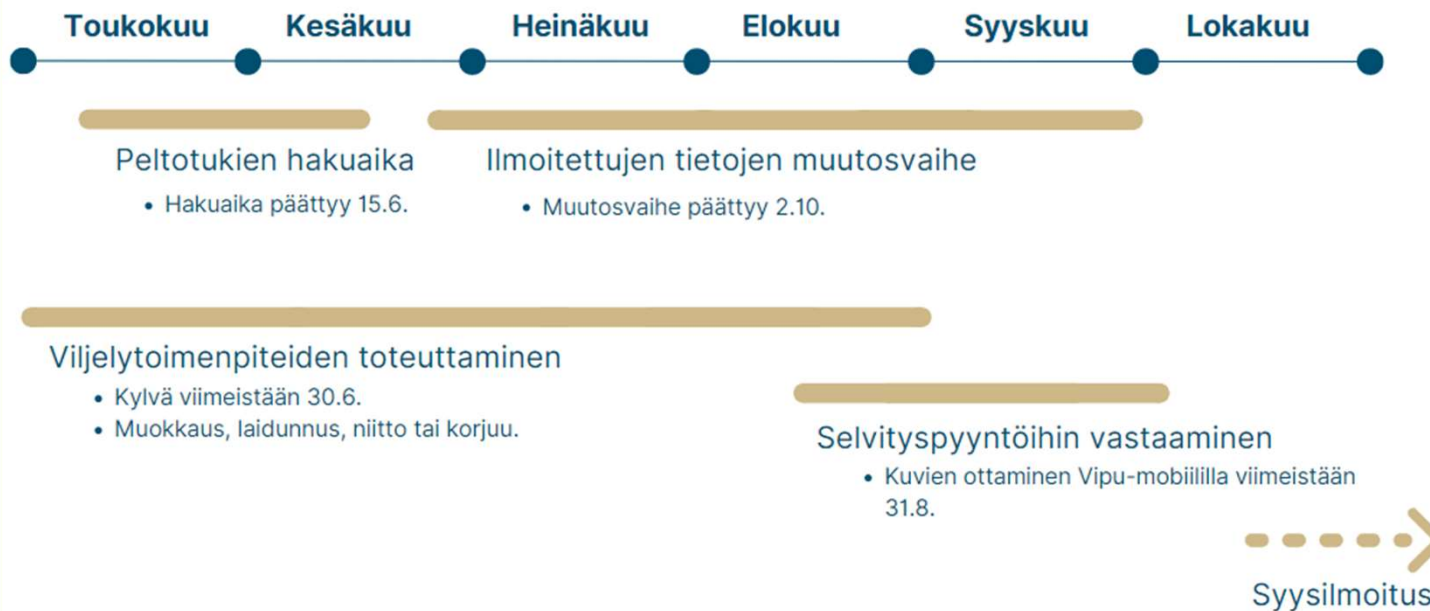 Toukokuu Kesäkuu Heinäkuu Elokuu Syyskuu Lokakuu
Peltotukien hakuaika
• Hakuaika päättyy 15.6.
Ilmoitettujen tietojen muutosvaihe
• Muutosvaihe päättyy 2.10.
Viljelytoimenpiteiden toteuttaminen
• Kylvä viimeistään 30.6.
• Muokkaus, laidunnus, niitto tai korjuu.
Selvityspyyntöihin vastaaminen
• Kuvien ottaminen Vipu-mobiililla viimeistään
31.8.
Syysilmoitus